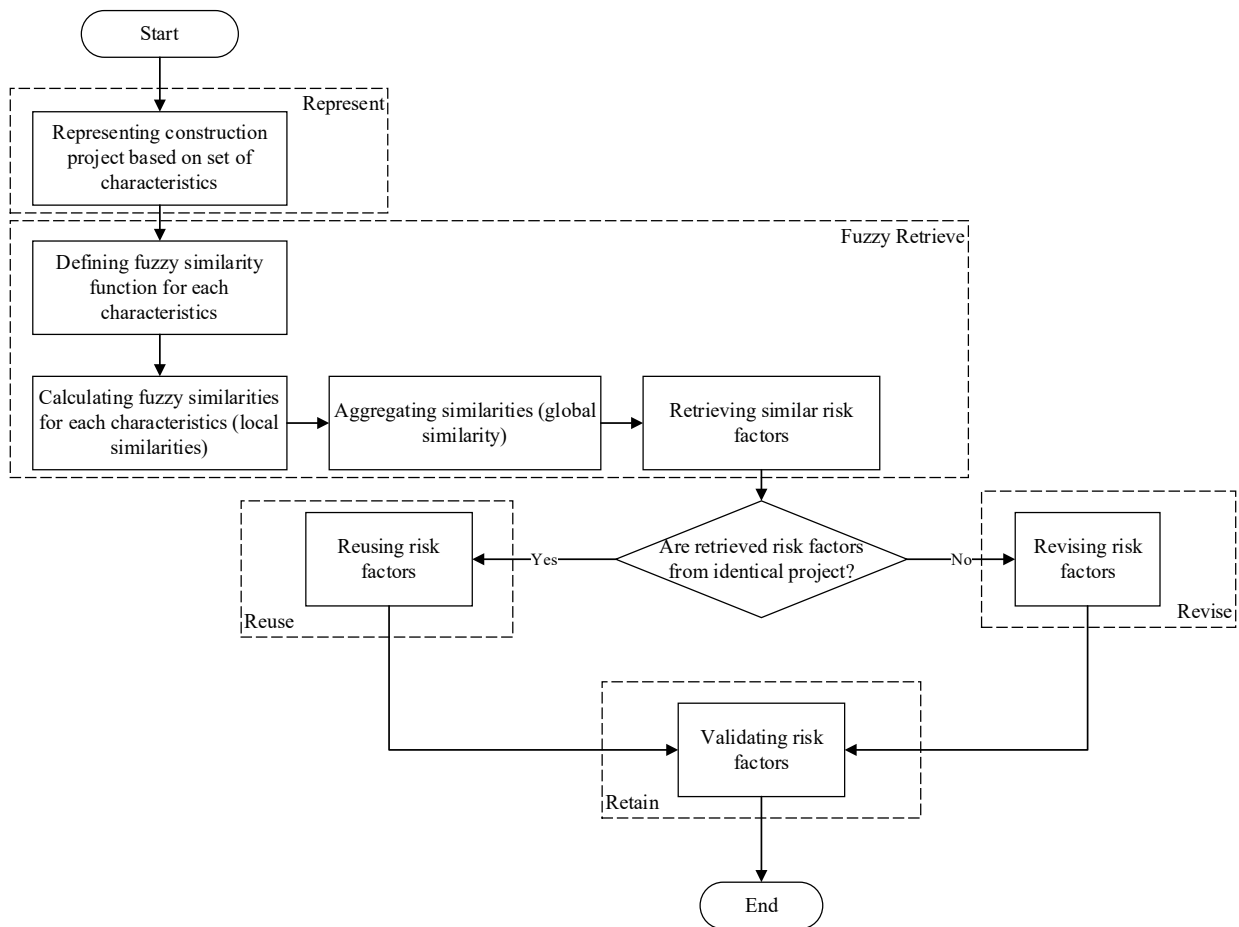 Start
Represent
Representing construction
project based on set of
characteristics
Fuzzy Retrieve
Defining fuzzy similarity
function for each
characteristics
Calculating fuzzy similarities
for each characteristics (local
similarities)
Aggregating similarities (global
similarity)
Retrieving similar risk
factors
Reusing risk
factors
Reuse
Yes
Are retrieved risk factors
from identical project?
No
Revising risk
factors
Revise
Validating risk
factors
Retain
End